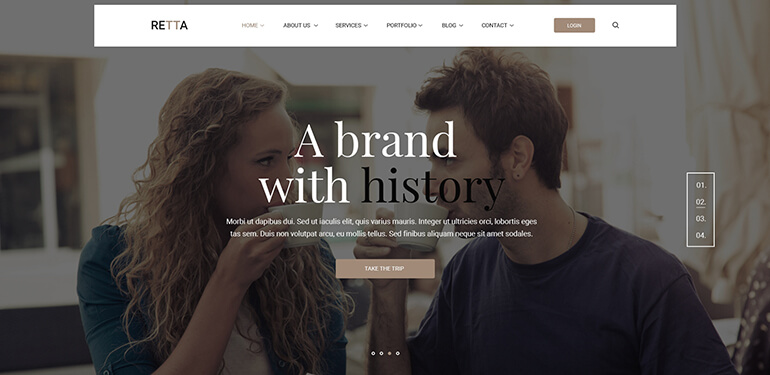 RETTA
HOME
ABOUT US
SERVICES
PORTFOLIO
BLOG
CONTACT
LOGIN
A brand
with history
Morbi ut dapibus dui. Sed ut iaculis elit, quis varius mauris. Integer ut ultricies orci, lobortis eges
tas sem. Duis non volutpat arcu, eu mollis tellus. Sed finibus aliquam neque sit amet sodales.
TAKE THE TRIP
01.
02.
03.
04.